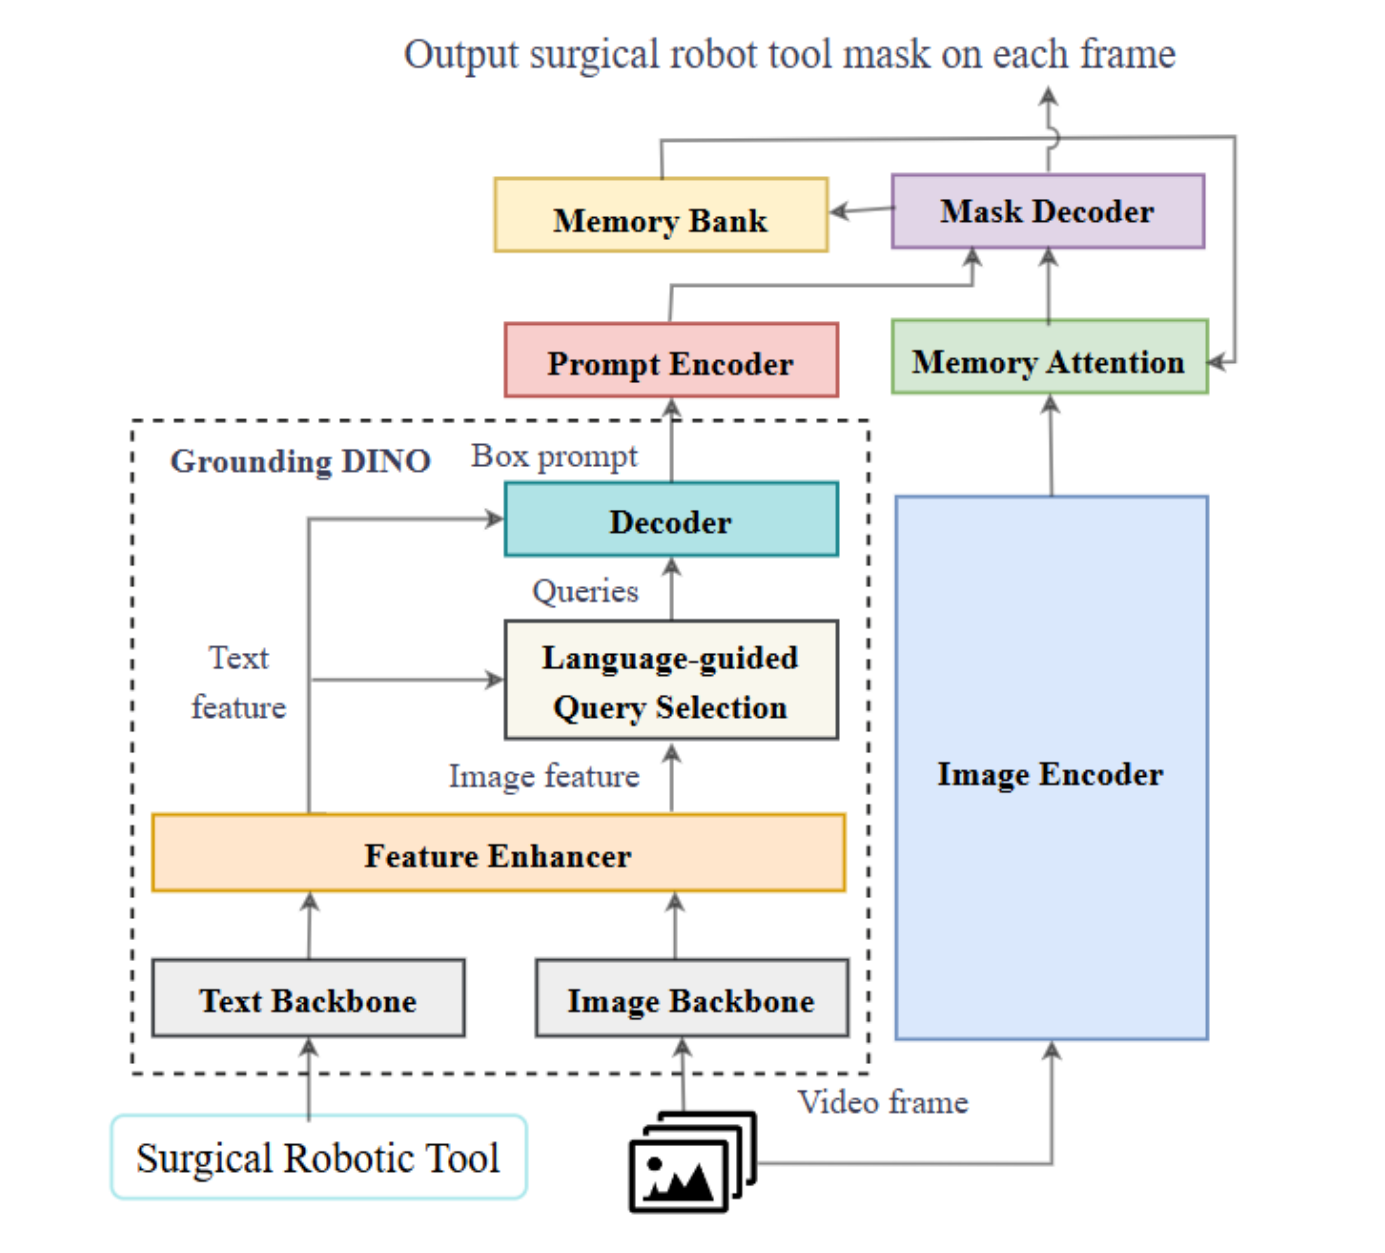 Output surgical robot tool mask on each frame
Memory Bank
Mask Decoder
Prompt Encoder
Memory Attention
Grounding DINO
Box prompt
Decoder
Queries
Text
feature
Language-guided
Query Selection
Image feature
Image Encoder
Feature Enhancer
Text Backbone
Image Backbone
Video frame
Surgical Robotic Tool